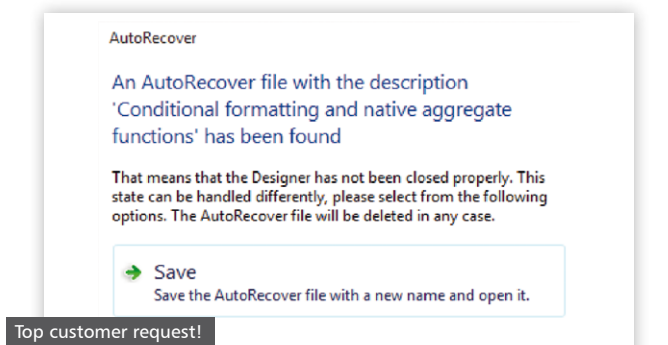 AutoRecover
An AutoRecover file with the description
'Conditional formatting and native aggregate
functions' has been found
That means that the Designer has not been closed properly. This
state can be handled differently, please select from the following
options. The AutoRecover file will be deleted in any case.
Save
Save the AutoRecover file with a new name and open it.
Top customer request!